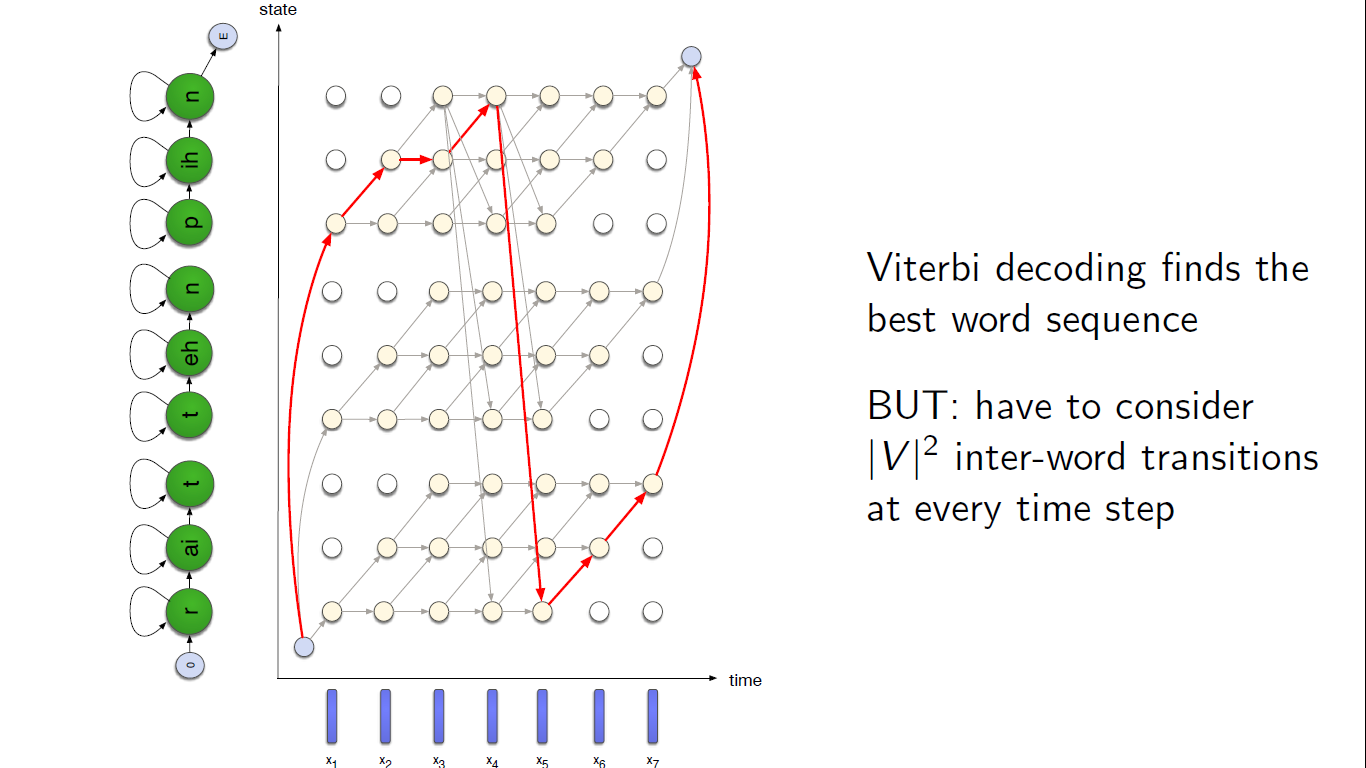 state
E
n
ih
p
n
eh
t
t
ai
r
0
time
x1
x2
x3
x4
x5
x6
x7
Viterbi decoding finds the
best word sequence
BUT: have to consider
|V|² inter-word transitions
at every time step